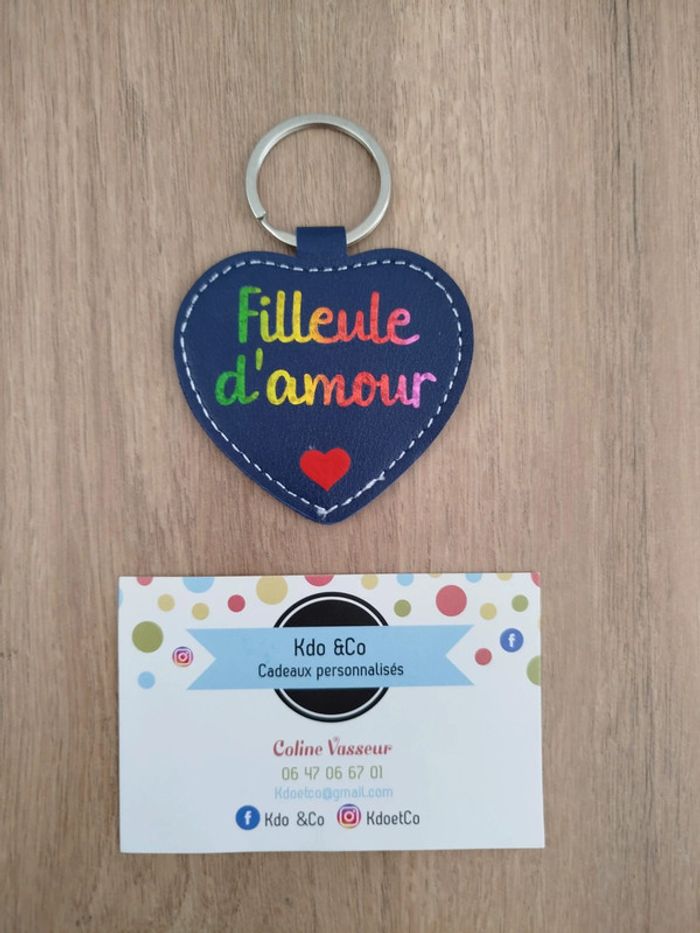 Filleule
d'amour
Kdo &Co
Cadeaux personnalisés
Coline Vasseur
06 47 06 67 01
Kdoetco@gmail.com
Kdo &Co KdoetCo